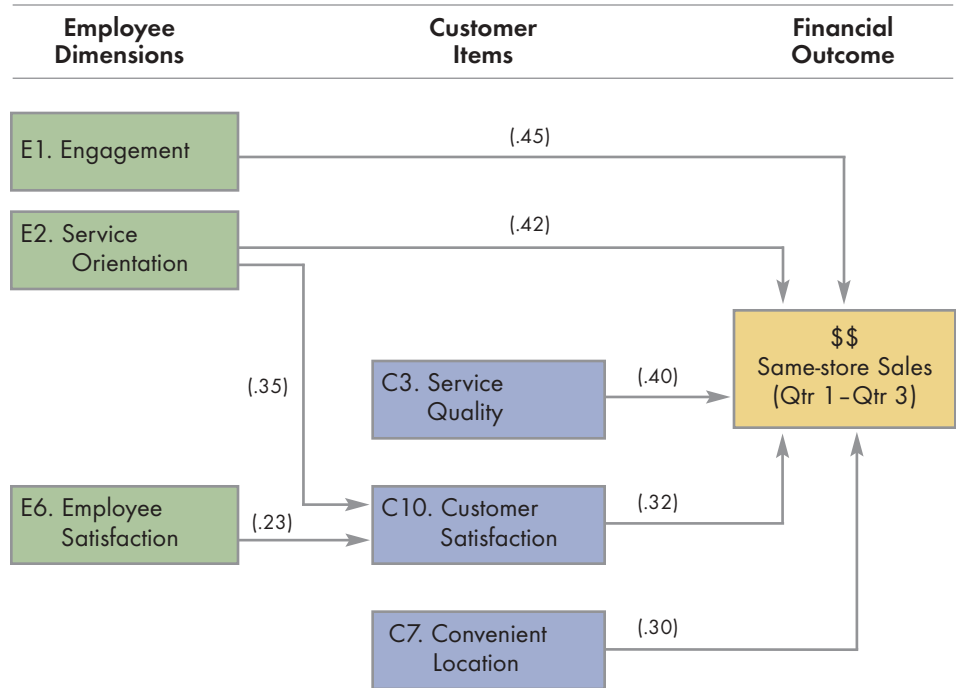 Employee
Dimensions
Customer
Items
Financial
Outcome
E1. Engagement
(.45)
E2. Service
Orientation
(.42)
$$
Same-store Sales
(Qtr 1–Qtr 3)
(.35)
C3. Service
Quality
(.40)
E6. Employee
Satisfaction
(.23)
C10. Customer
Satisfaction
(.32)
C7. Convenient
Location
(.30)